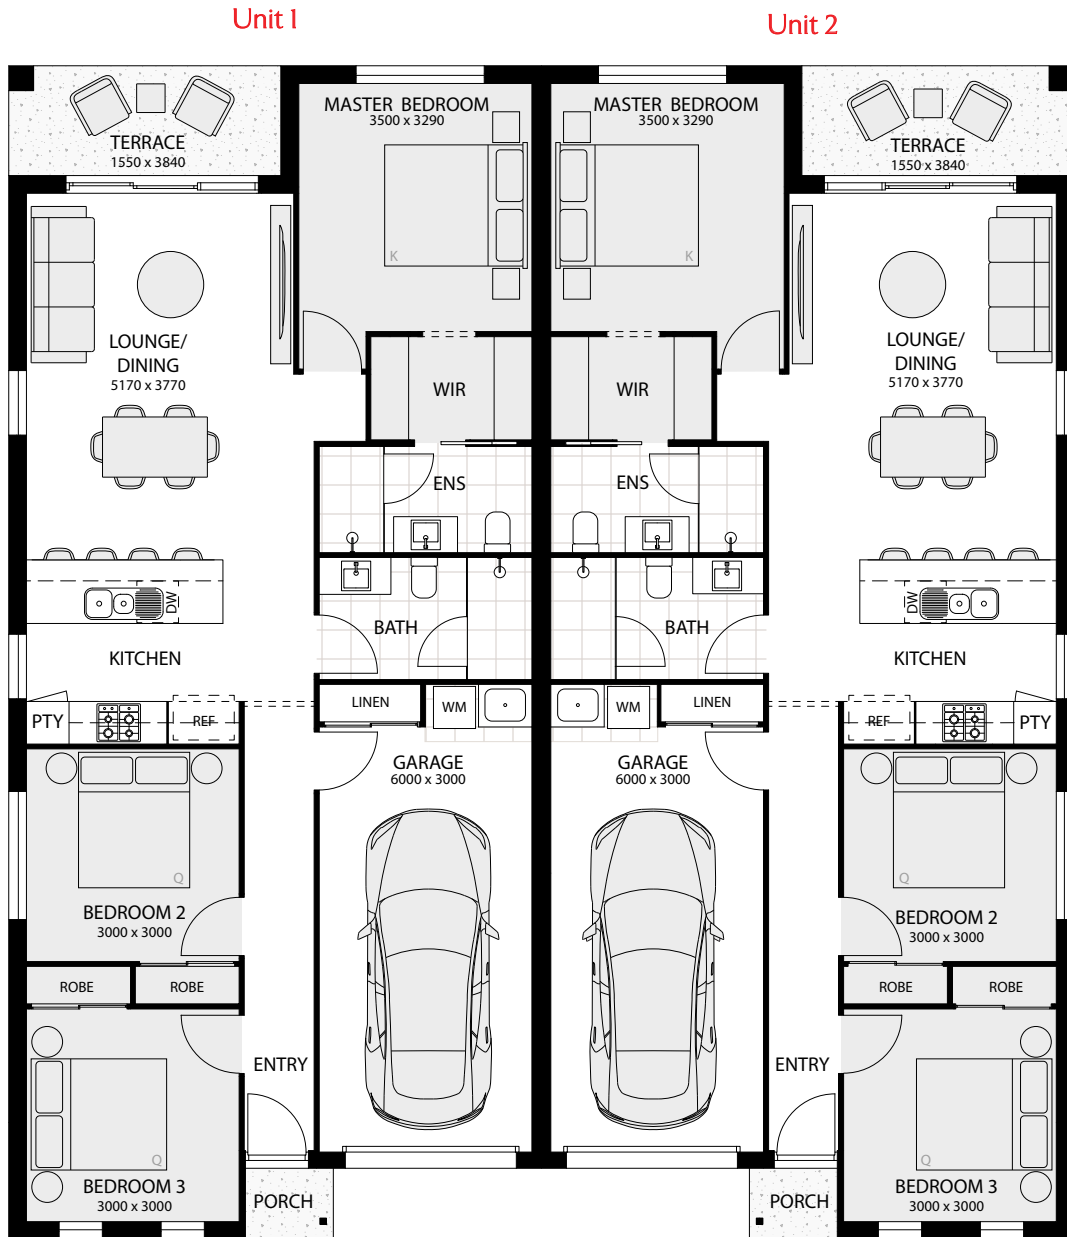 Unit 1
Unit 2
MASTER BEDROOM
3500 x 3290
MASTER BEDROOM
3500 x 3290
TERRACE
1550 x 3840
TERRACE
1550 x 3840
K
K
LOUNGE/
DINING
5170 x 3770
LOUNGE/
DINING
5170 x 3770
WIR
WIR
ENS
ENS
DW
DW
BATH
BATH
KITCHEN
KITCHEN
PTY
REF
LINEN
WM
WM
LINEN
REF
PTY
GARAGE
6000 x 3000
GARAGE
6000 x 3000
Q
Q
BEDROOM 2
3000 x 3000
BEDROOM 2
3000 x 3000
ROBE
ROBE
ROBE
ROBE
ENTRY
ENTRY
Q
Q
BEDROOM 3
3000 x 3000
PORCH
PORCH
BEDROOM 3
3000 x 3000